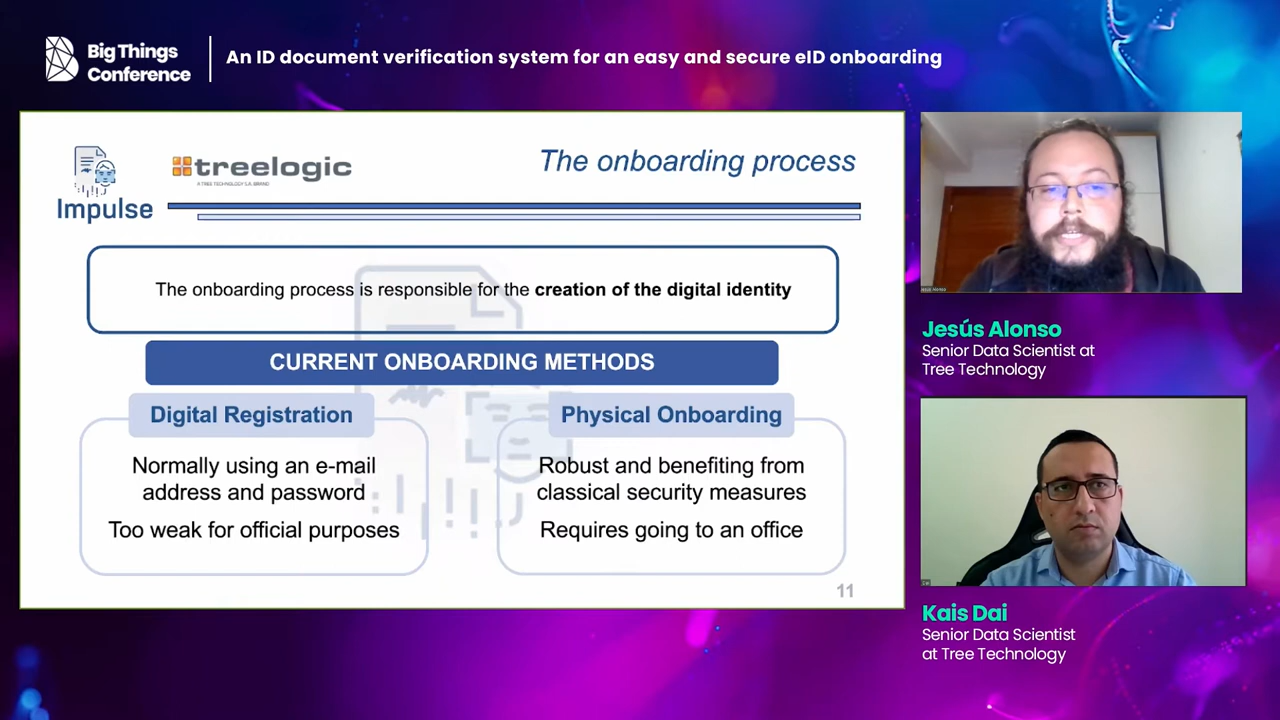 Big Things
Conference
An ID document verification system for an easy and secure eID onboarding
Impulse
treelogic
A TREE TECHNOLOGY S.R. BRAND
The onboarding process
The onboarding process is responsible for the creation of the digital identity
CURRENT ONBOARDING METHODS
Digital Registration
Normally using an e-mail
address and password
Too weak for official purposes
Physical Onboarding
Robust and benefiting from
classical security measures
Requires going to an office
11
Jesús Alonso
Senior Data Scientist at
Tree Technology
Kais Dai
Senior Data Scientist
at Tree Technology